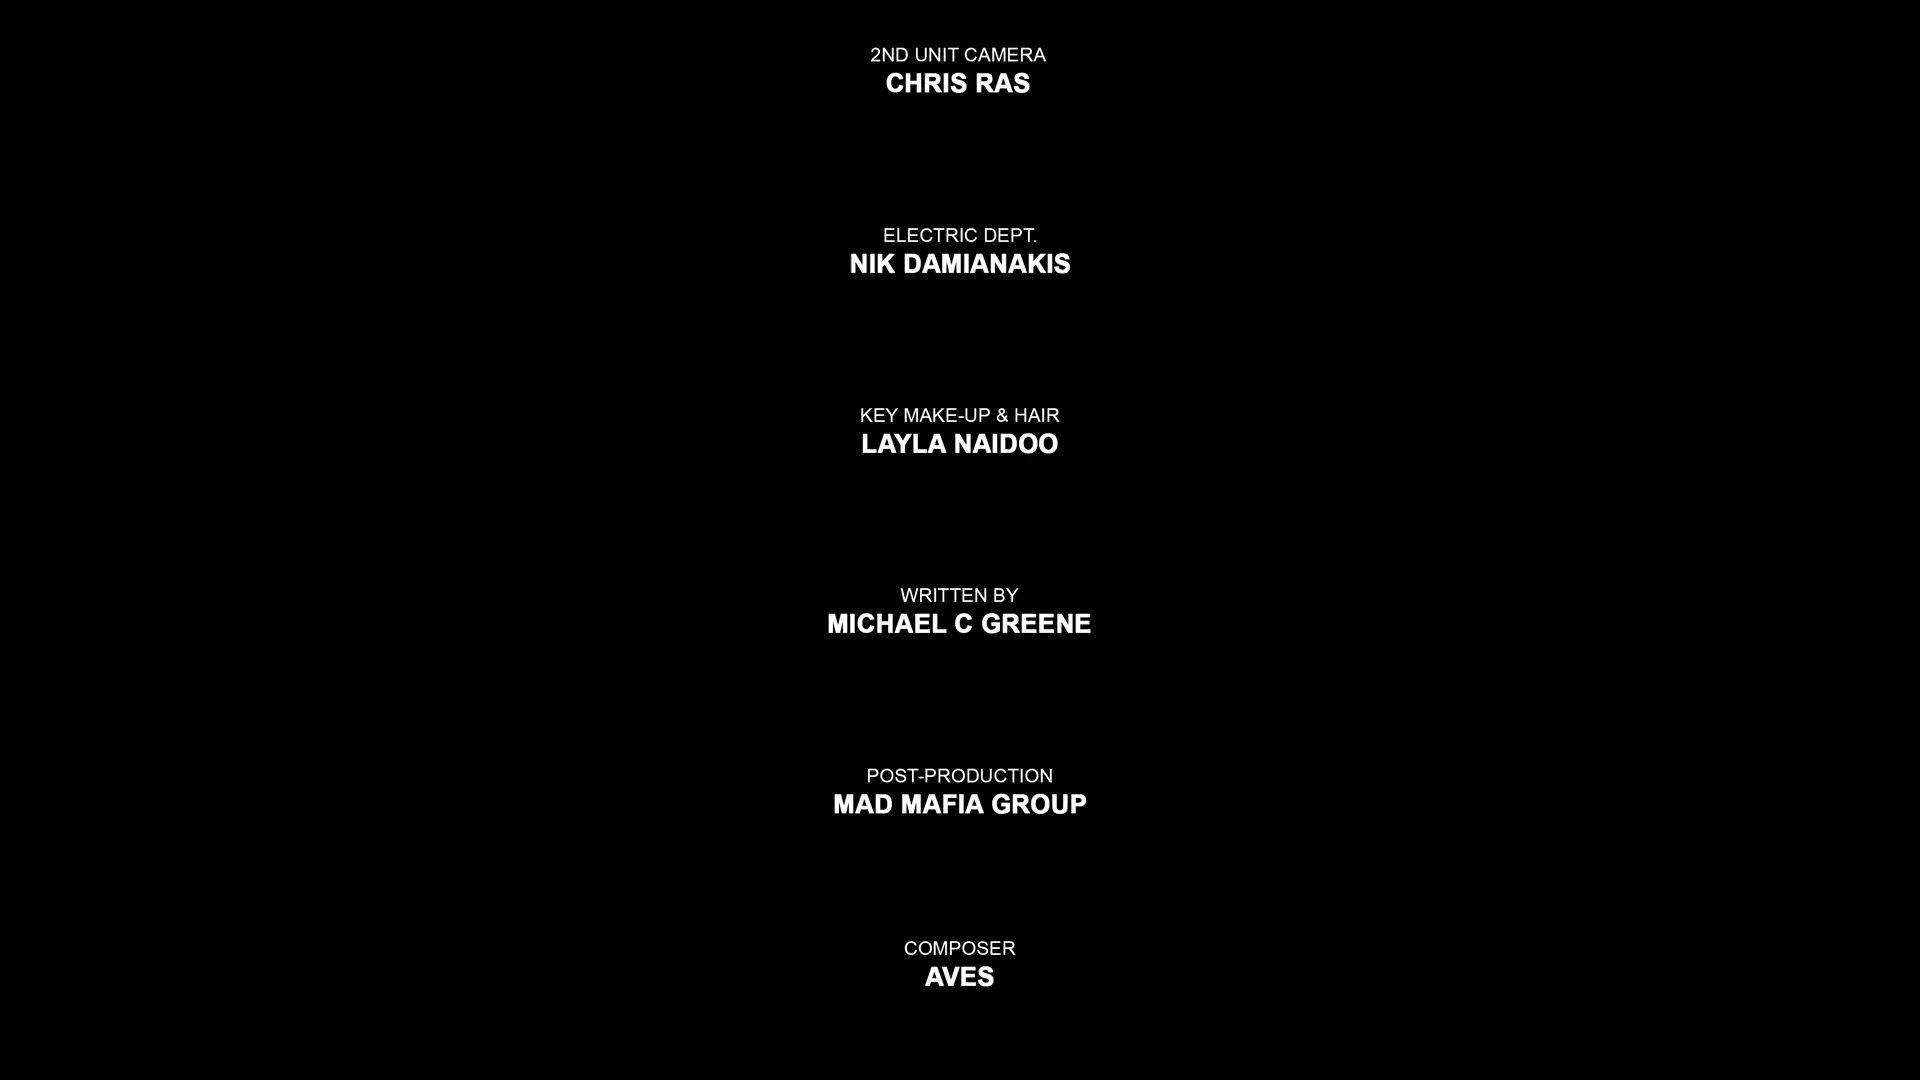 2ND UNIT CAMERA
CHRIS RAS
ELECTRIC DEPT.
NIK DAMIANAKIS
KEY MAKE-UP & HAIR
LAYLA NAIDOO
WRITTEN BY
MICHAEL C GREENE
POST-PRODUCTION
MAD MAFIA GROUP
COMPOSER
AVES